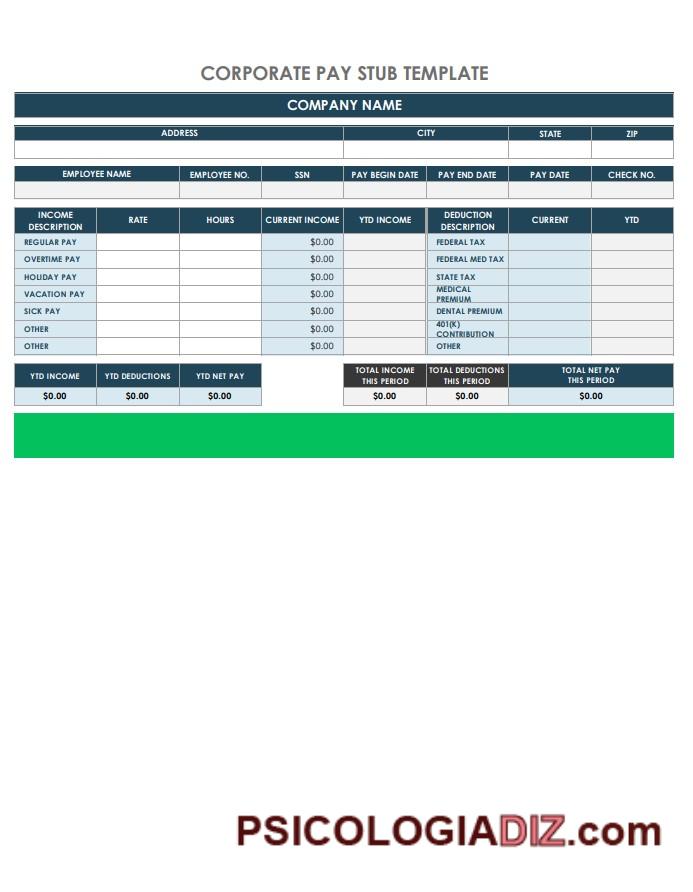 CORPORATE PAY STUB TEMPLATE
COMPANY NAME
ADDRESS CITY STATE ZIP
EMPLOYEE NAME EMPLOYEE NO. SSN PAY BEGIN DATE PAY END DATE PAY DATE CHECK NO.
INCOME DESCRIPTION RATE HOURS CURRENT INCOME YTD INCOME DEDUCTION DESCRIPTION CURRENT YTD
REGULAR PAY $0.00 FEDERAL TAX
OVERTIME PAY $0.00 FEDERAL MED TAX
HOLIDAY PAY $0.00 STATE TAX
VACATION PAY $0.00 MEDICAL PREMIUM
SICK PAY $0.00 DENTAL PREMIUM
OTHER $0.00 401(K) CONTRIBUTION
OTHER $0.00 OTHER
YTD INCOME YTD DEDUCTIONS YTD NET PAY TOTAL INCOME THIS PERIOD TOTAL DEDUCTIONS THIS PERIOD TOTAL NET PAY THIS PERIOD
$0.00 $0.00 $0.00 $0.00 $0.00 $0.00
PSICOLOGIADIZ.com